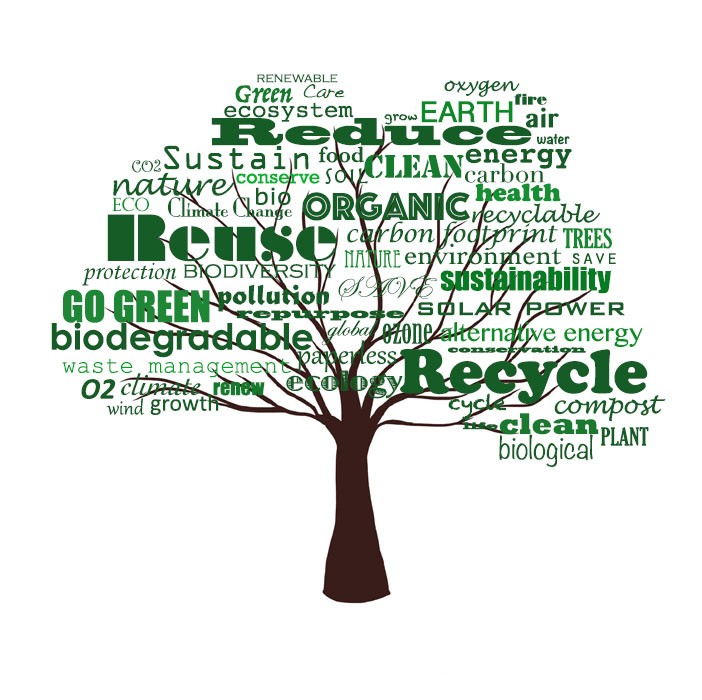 RENEWABLE
Green Care
oxygen
ecosystem
grow EARTH fire
air
Reduce
water
CO2 Sustain food CLEAN energy
conserve soil carbon
nature
bio
health
ECO Climate Change ORGANIC recyclable
Reuse carbon footprint TREES
NATURE environment SAVE
protection BIODIVERSITY
SAVE sustainability
GO GREEN pollution
repurpose SOLAR POWER
biodegradable global ozone alternative energy
paperless conservation
waste management
ecology Recycle
O2 climate renew
wind growth
cycle compost
life clean PLANT
biological